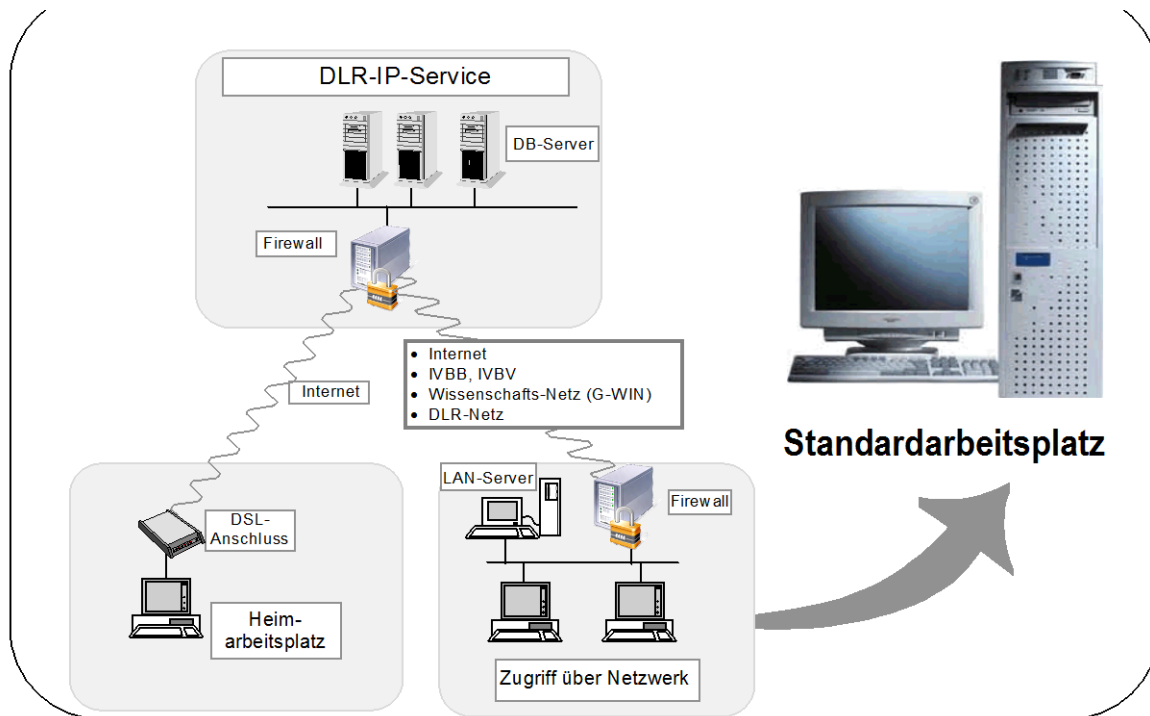 DLR-IP-Service
DB-Server
Firewall
Internet
• Internet
• IVBB, IVBV
• Wissenschafts-Netz (G-WIN)
• DLR-Netz
Standardarbeitsplatz
LAN-Server
Firewall
DSL-
Anschluss
Heim-
arbeitsplatz
Zugriff über Netzwerk